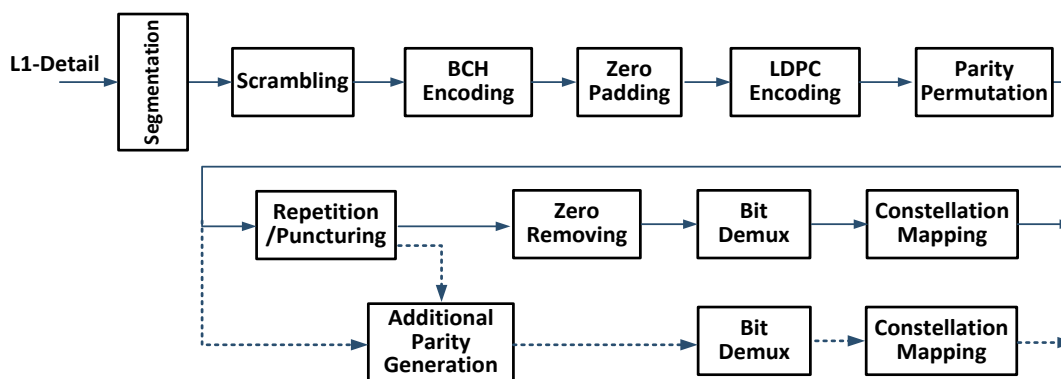 L1-Detail
Segmentation
Scrambling
BCH
Encoding
Zero
Padding
LDPC
Encoding
Parity
Permutation
Repetition
/Puncturing
Zero
Removing
Bit
Demux
Constellation
Mapping
Additional
Parity
Generation
Bit
Demux
Constellation
Mapping